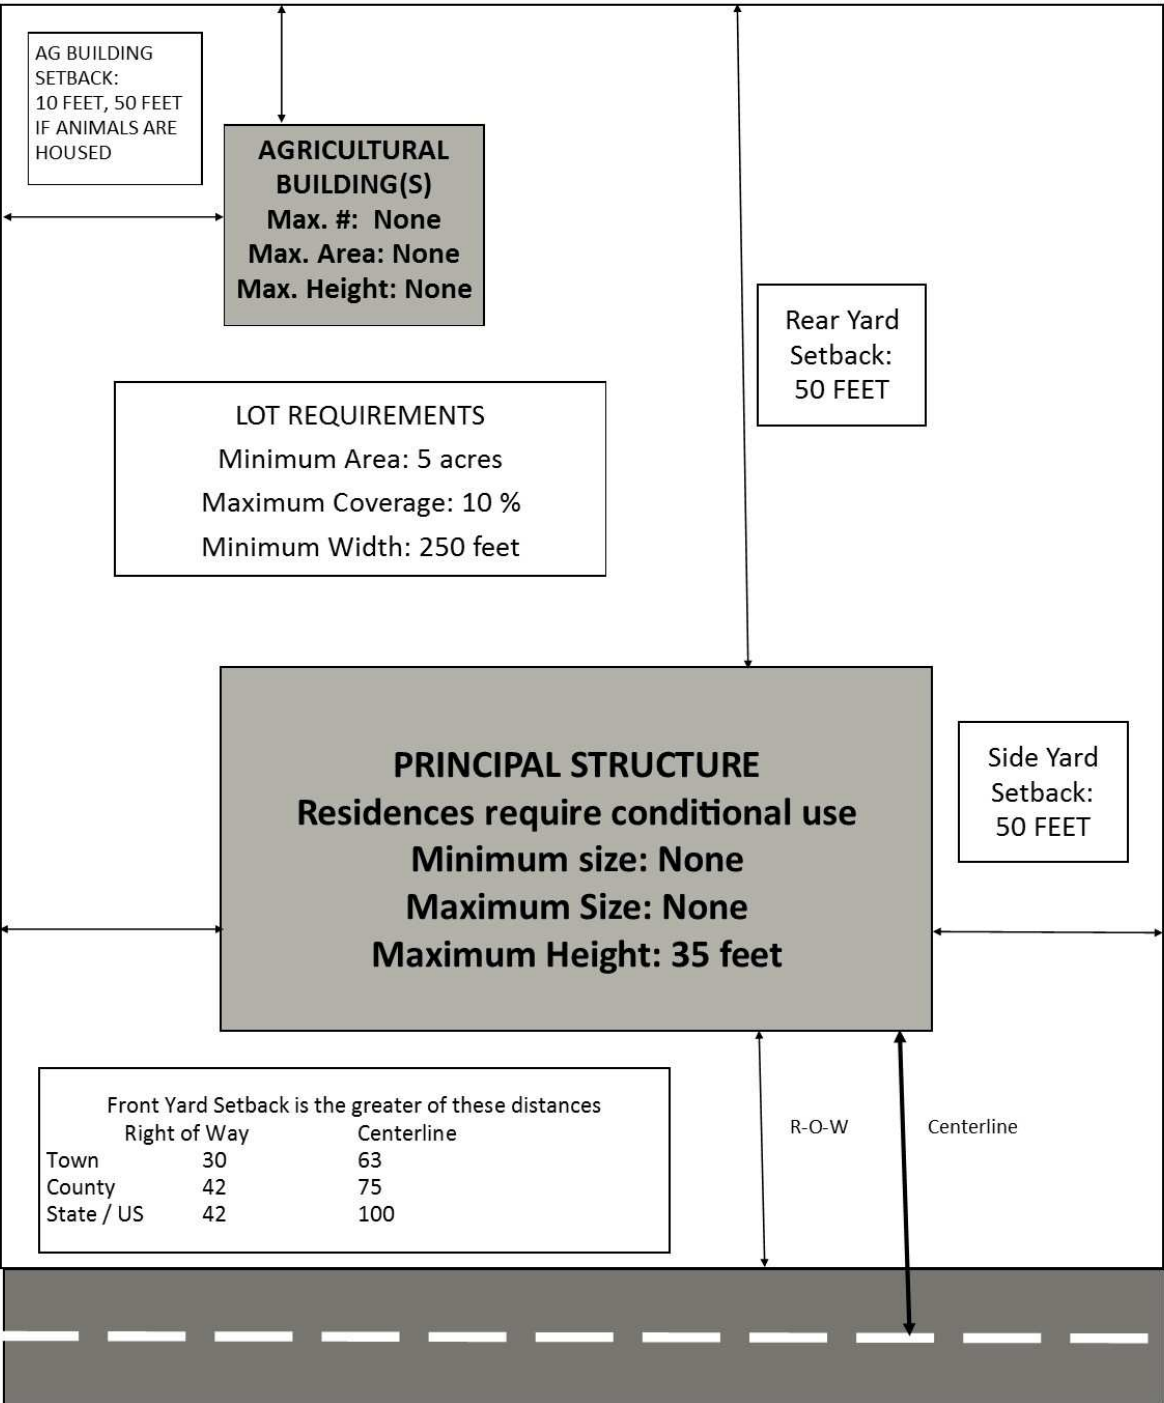 AG BUILDING
SETBACK:
10 FEET, 50 FEET
IF ANIMALS ARE
HOUSED
AGRICULTURAL
BUILDING(S)
Max. #: None
Max. Area: None
Max. Height: None
Rear Yard
Setback:
50 FEET
LOT REQUIREMENTS
Minimum Area: 5 acres
Maximum Coverage: 10 %
Minimum Width: 250 feet
PRINCIPAL STRUCTURE
Residences require conditional use
Minimum size: None
Maximum Size: None
Maximum Height: 35 feet
Side Yard
Setback:
50 FEET
Front Yard Setback is the greater of these distances
Right of Way Centerline
Town 30 63
County 42 75
State / US 42 100
R-O-W
Centerline